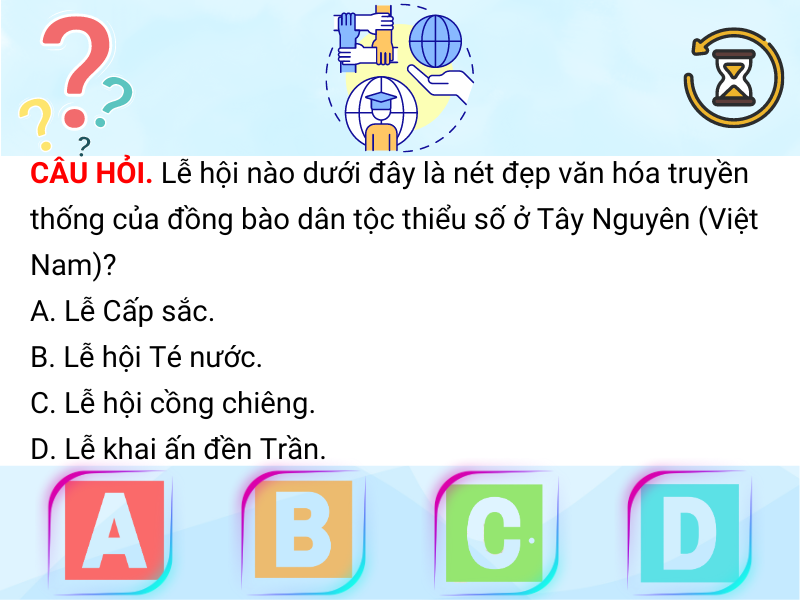 CÂU HỎI. Lễ hội nào dưới đây là nét đẹp văn hóa truyền
thống của đồng bào dân tộc thiểu số ở Tây Nguyên (Việt
Nam)?
A. Lễ Cấp sắc.
B. Lễ hội Té nước.
C. Lễ hội cồng chiêng.
D. Lễ khai ấn đền Trần.
A B C D